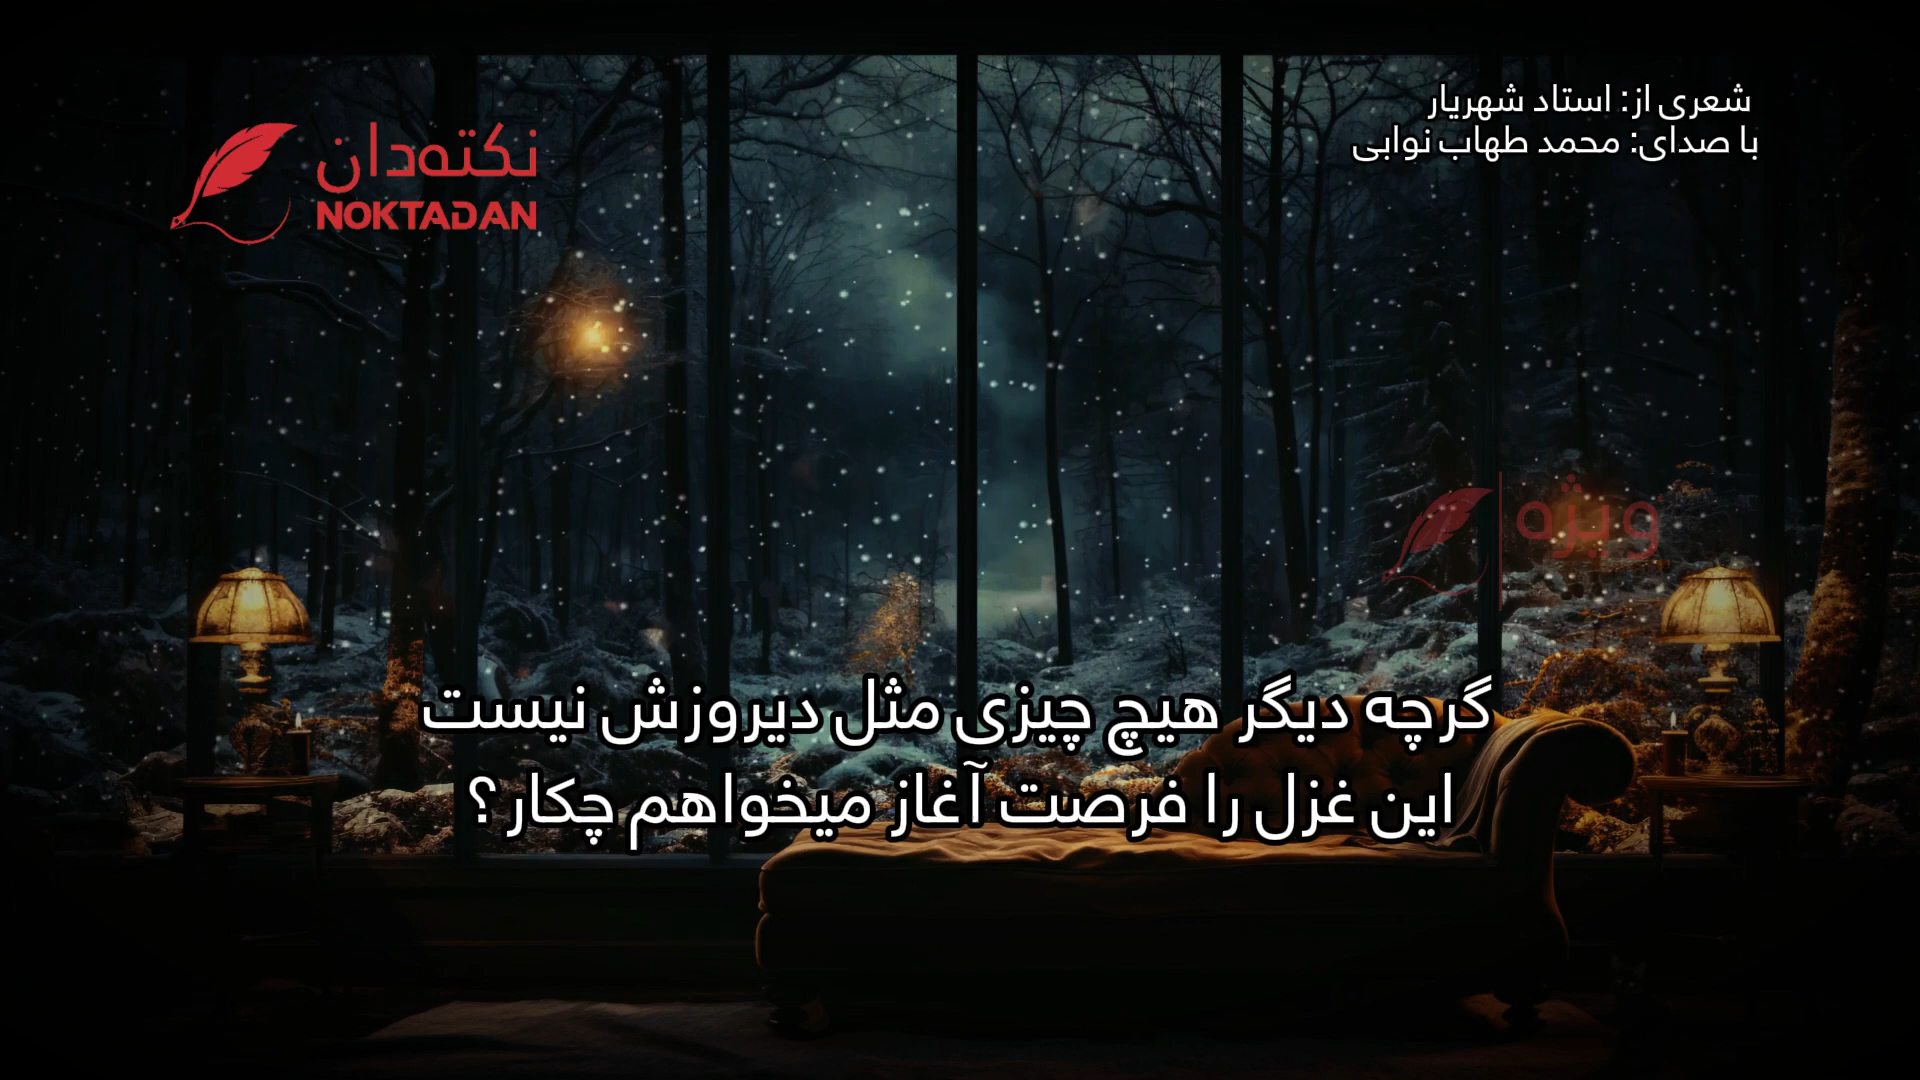 شعری از: استاد شهریار
با صدای: محمد طهاب نوابی
نکته‌دان
NOKTADAN
ویژه
گرچه دیگر هیچ چیزی مثل دیروزش نیست
این غزل را فرصت آغاز میخواهم چکار؟